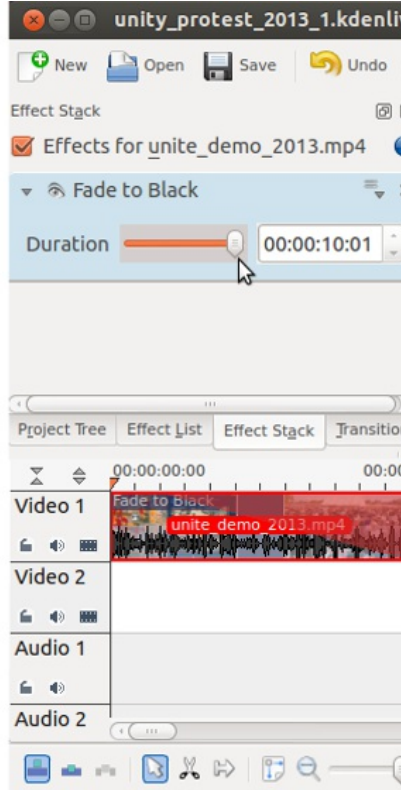 unity_protest_2013_1.kdenliv
New Open Save Undo
Effect Stack
Effects for unite_demo_2013.mp4
Fade to Black
Duration 00:00:10:01
Project Tree Effect List Effect Stack Transitio
00:00:00:00 00:00
Video 1
Fade to Black
unite_demo_2013.mp4
Video 2
Audio 1
Audio 2